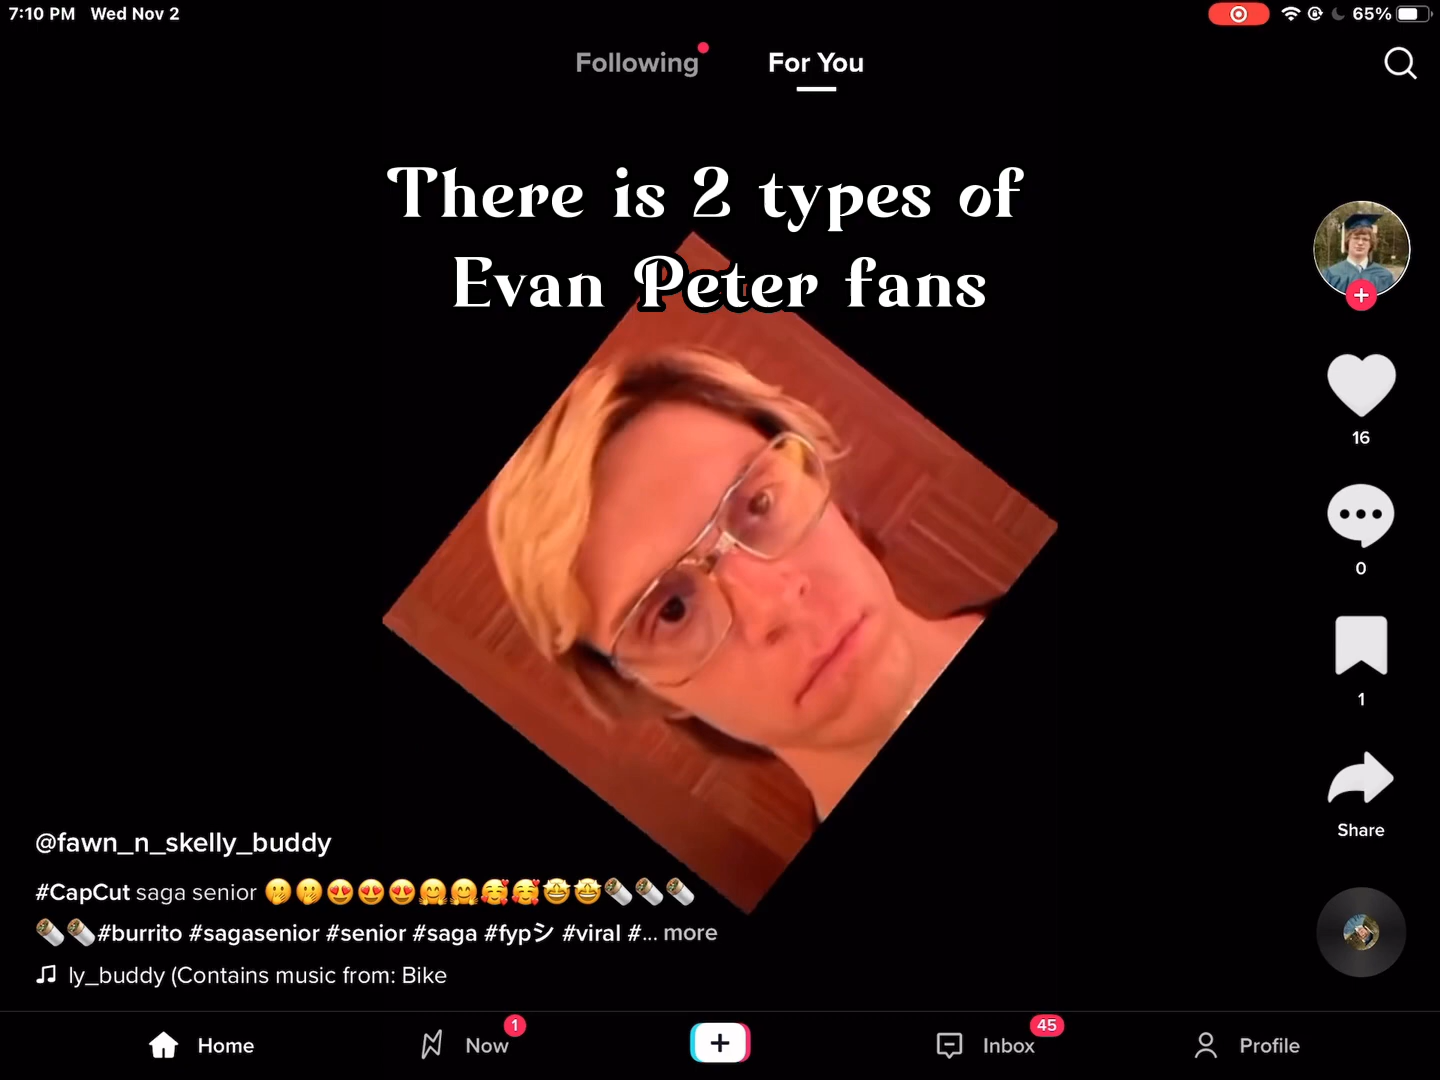 7:10 PM Wed Nov 2
65%
Following
For You
There is 2 types of
Evan Peter fans
16
0
1
Share
@fawn_n_skelly_buddy
#CapCut saga senior 🤭🤭😍😍😍🤗🤗🥰🥰🤩🤩🌯🌯🌯
🌯🌯#burrito #sagasenior #senior #saga #fypシ #viral #... more
ly_buddy (Contains music from: Bike
Home
Now
1
Inbox
45
Profile